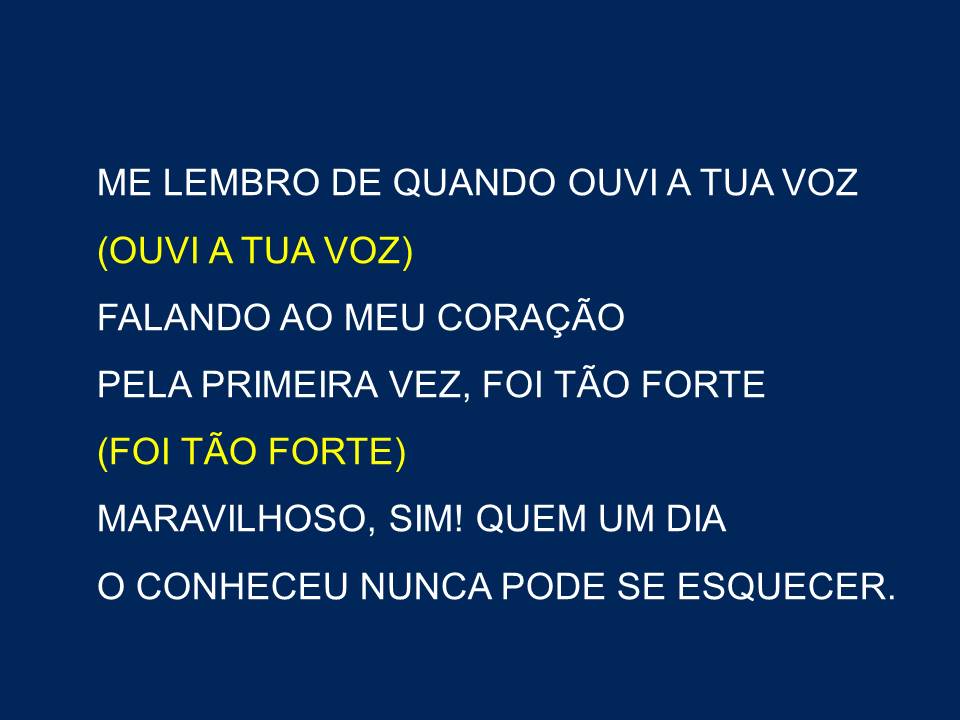 ME LEMBRO DE QUANDO OUVI A TUA VOZ
(OUVI A TUA VOZ)
FALANDO AO MEU CORAÇÃO
PELA PRIMEIRA VEZ, FOI TÃO FORTE
(FOI TÃO FORTE)
MARAVILHOSO, SIM! QUEM UM DIA
O CONHECEU NUNCA PODE SE ESQUECER.